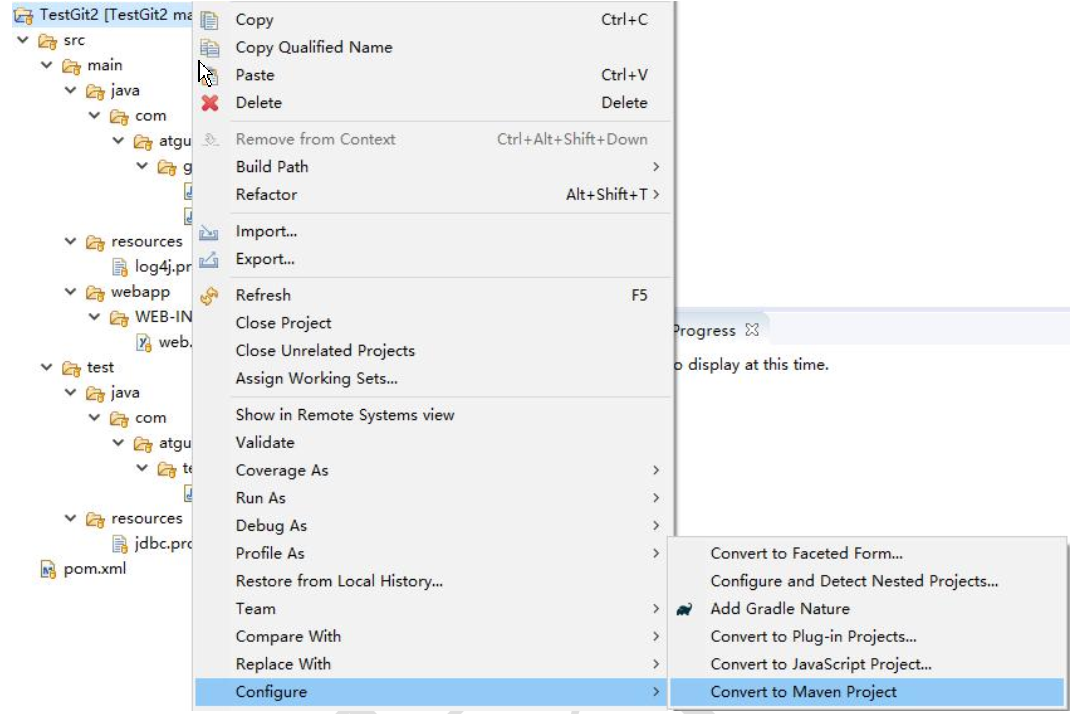 TestGit2 [TestGit2 ma
src
main
java
com
atgu
g
resources
log4j.pr
webapp
WEB-IN
web.
test
java
com
atgu
te
resources
jdbc.pro
pom.xml
Copy Ctrl+C
Copy Qualified Name
Paste Ctrl+V
Delete Delete
Remove from Context Ctrl+Alt+Shift+Down
Build Path
Refactor Alt+Shift+T
Import...
Export...
Refresh F5
Close Project
Close Unrelated Projects
Assign Working Sets...
Show in Remote Systems view
Validate
Coverage As
Run As
Debug As
Profile As
Restore from Local History...
Team
Compare With
Replace With
Configure
Progress
o display at this time.
Convert to Faceted Form...
Configure and Detect Nested Projects...
Add Gradle Nature
Convert to Plug-in Projects...
Convert to JavaScript Project...
Convert to Maven Project